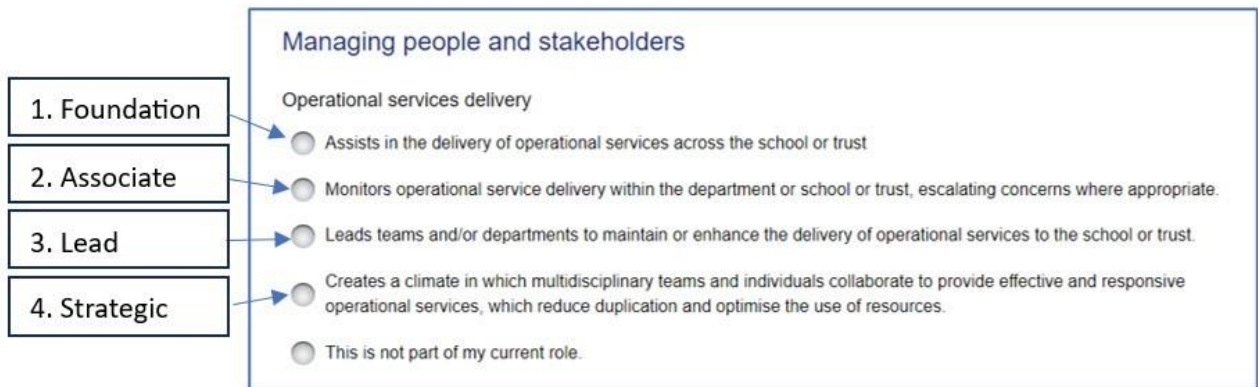 Managing people and stakeholders
Operational services delivery
1. Foundation
Assists in the delivery of operational services across the school or trust
2. Associate
Monitors operational service delivery within the department or school or trust, escalating concerns where appropriate.
3. Lead
Leads teams and/or departments to maintain or enhance the delivery of operational services to the school or trust.
4. Strategic
Creates a climate in which multidisciplinary teams and individuals collaborate to provide effective and responsive
operational services, which reduce duplication and optimise the use of resources.
This is not part of my current role.